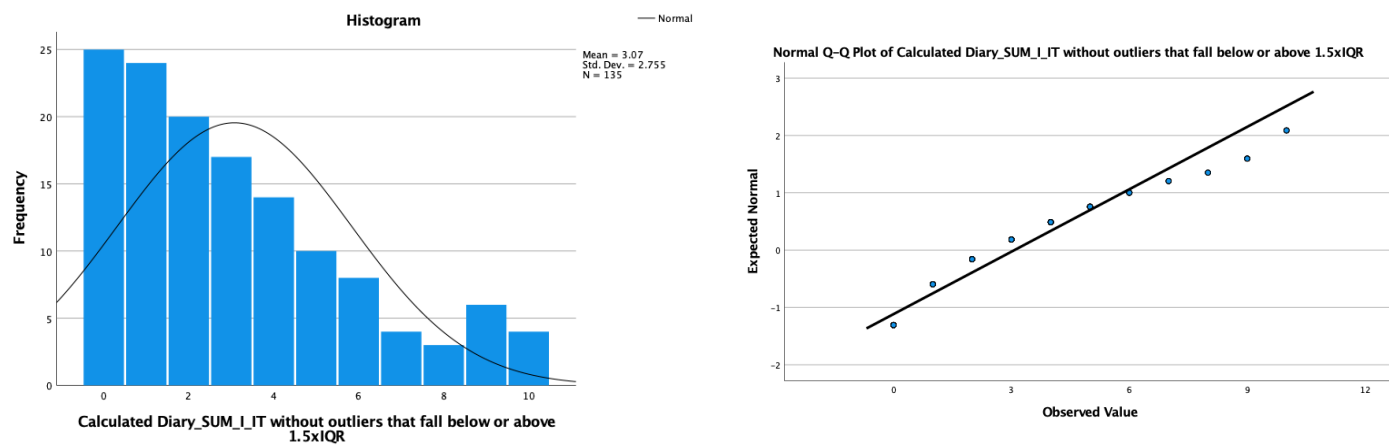 Histogram
Normal
Mean = 3.07
Std. Dev. = 2.755
N = 135
Frequency
25
20
15
10
5
0
0 2 4 6 8 10
Calculated Diary_SUM_I_IT without outliers that fall below or above
1.5xIQR
Normal Q-Q Plot of Calculated Diary_SUM_I_IT without outliers that fall below or above 1.5xIQR
Expected Normal
3
2
1
0
-1
-2
0 3 6 9 12
Observed Value